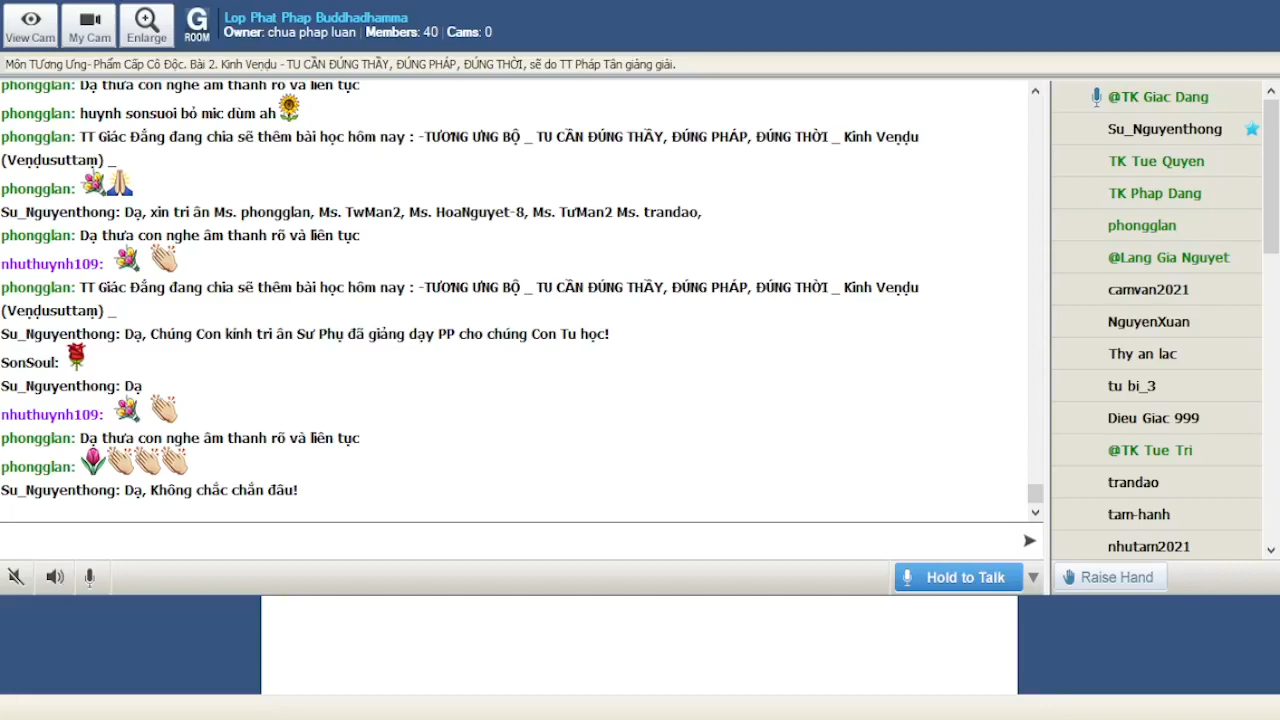 View Cam
My Cam
Enlarge
G
ROOM
Lop Phat Phap Buddhadhamma
Owner: chua phap luan | Members: 40 | Cams: 0
Môn TƯơng Ưng- Phẩm Cấp Cô Độc. Bài 2. Kinh Veṇḍu - TU CẦN ĐÚNG THẦY, ĐÚNG PHÁP, ĐÚNG THỜI, sẽ do TT Pháp Tân giảng giải.
phongglan: Dạ thưa con nghe âm thanh rõ và liên tục
phongglan: huynh sonsuoi bỏ mic dùm ah
phongglan: TT Giác Đẳng đang chia sẽ thêm bài học hôm nay : -TƯƠNG ƯNG BỘ _ TU CẦN ĐÚNG THẦY, ĐÚNG PHÁP, ĐÚNG THỜI _ Kinh Veṇḍu
(Veṇḍusuttaṃ) _
phongglan:
Su_Nguyenthong: Dạ, xin tri ân Ms. phongglan, Ms. TwMan2, Ms. HoaNguyet-8, Ms. TưMan2 Ms. trandao,
phongglan: Dạ thưa con nghe âm thanh rõ và liên tục
nhuthuynh109:
phongglan: TT Giác Đẳng đang chia sẽ thêm bài học hôm nay : -TƯƠNG ƯNG BỘ _ TU CẦN ĐÚNG THẦY, ĐÚNG PHÁP, ĐÚNG THỜI _ Kinh Veṇḍu
(Veṇḍusuttaṃ) _
Su_Nguyenthong: Dạ, Chúng Con kính tri ân Sư Phụ đã giảng dạy PP cho chúng Con Tu học!
SonSoul:
Su_Nguyenthong: Dạ
nhuthuynh109:
phongglan: Dạ thưa con nghe âm thanh rõ và liên tục
phongglan:
Su_Nguyenthong: Dạ, Không chắc chắn đâu!
@TK Giac Dang
Su_Nguyenthong
TK Tue Quyen
TK Phap Dang
phongglan
@Lang Gia Nguyet
camvan2021
NguyenXuan
Thy an lac
tu bi_3
Dieu Giac 999
@TK Tue Tri
trandao
tam-hanh
nhutam2021
Hold to Talk
Raise Hand